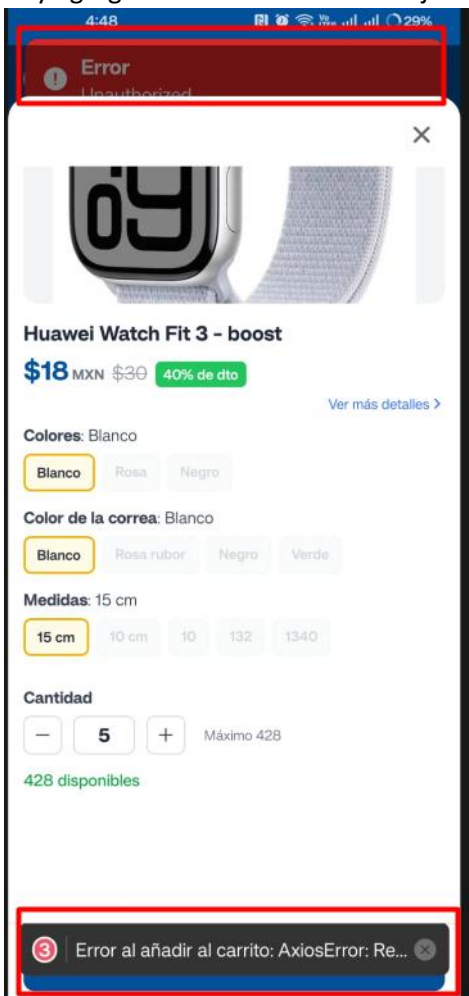 4:48
29%
Error
Unauthorized
Huawei Watch Fit 3 - boost
$18 MXN $30 40% de dto
Ver más detalles >
Colores: Blanco
Blanco Rosa Negro
Color de la correa: Blanco
Blanco Rosa rubor Negro Verde
Medidas: 15 cm
15 cm 10 cm 10 132 1340
Cantidad
− 5 + Máximo 428
428 disponibles
3 Error al añadir al carrito: AxiosError: Re...